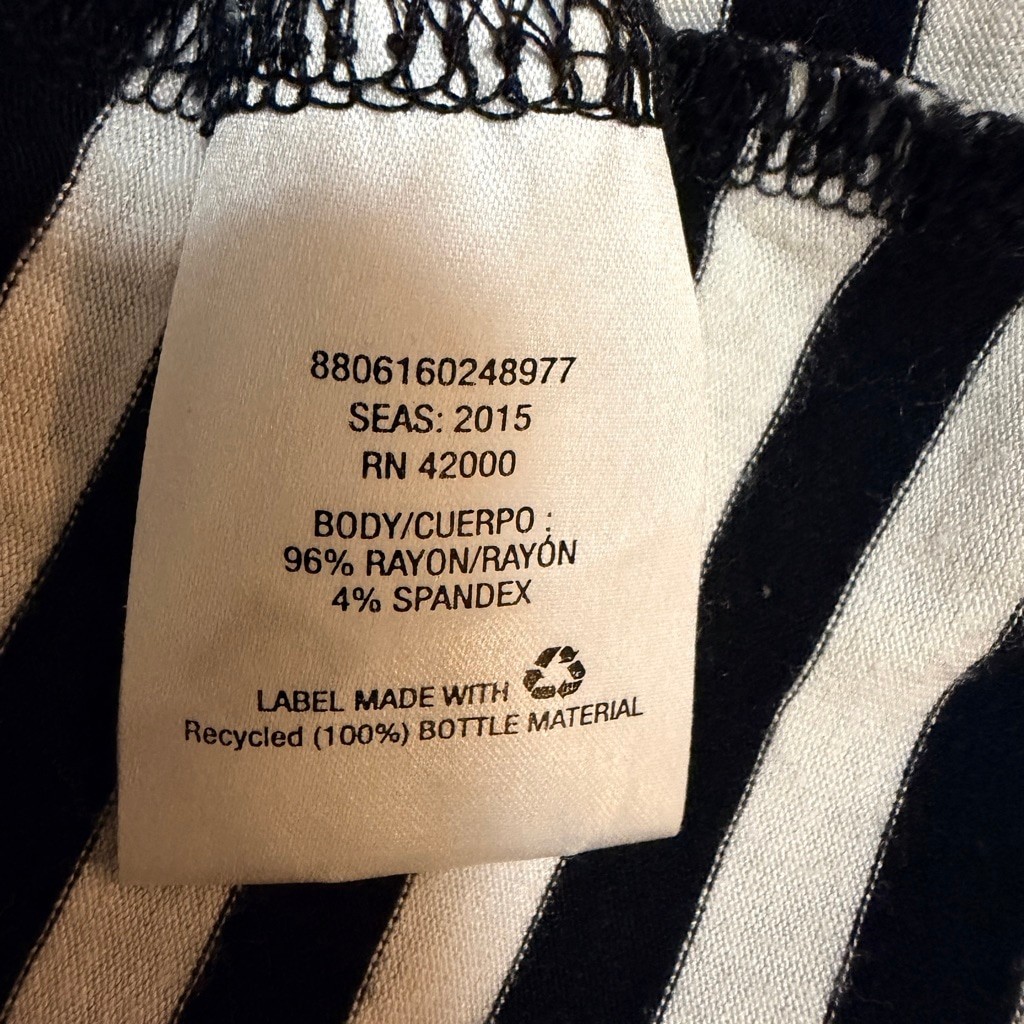 8806160248977
SEAS: 2015
RN 42000
BODY/CUERPO :
96% RAYON/RAYÓN
4% SPANDEX
LABEL MADE WITH
Recycled (100%) BOTTLE MATERIAL